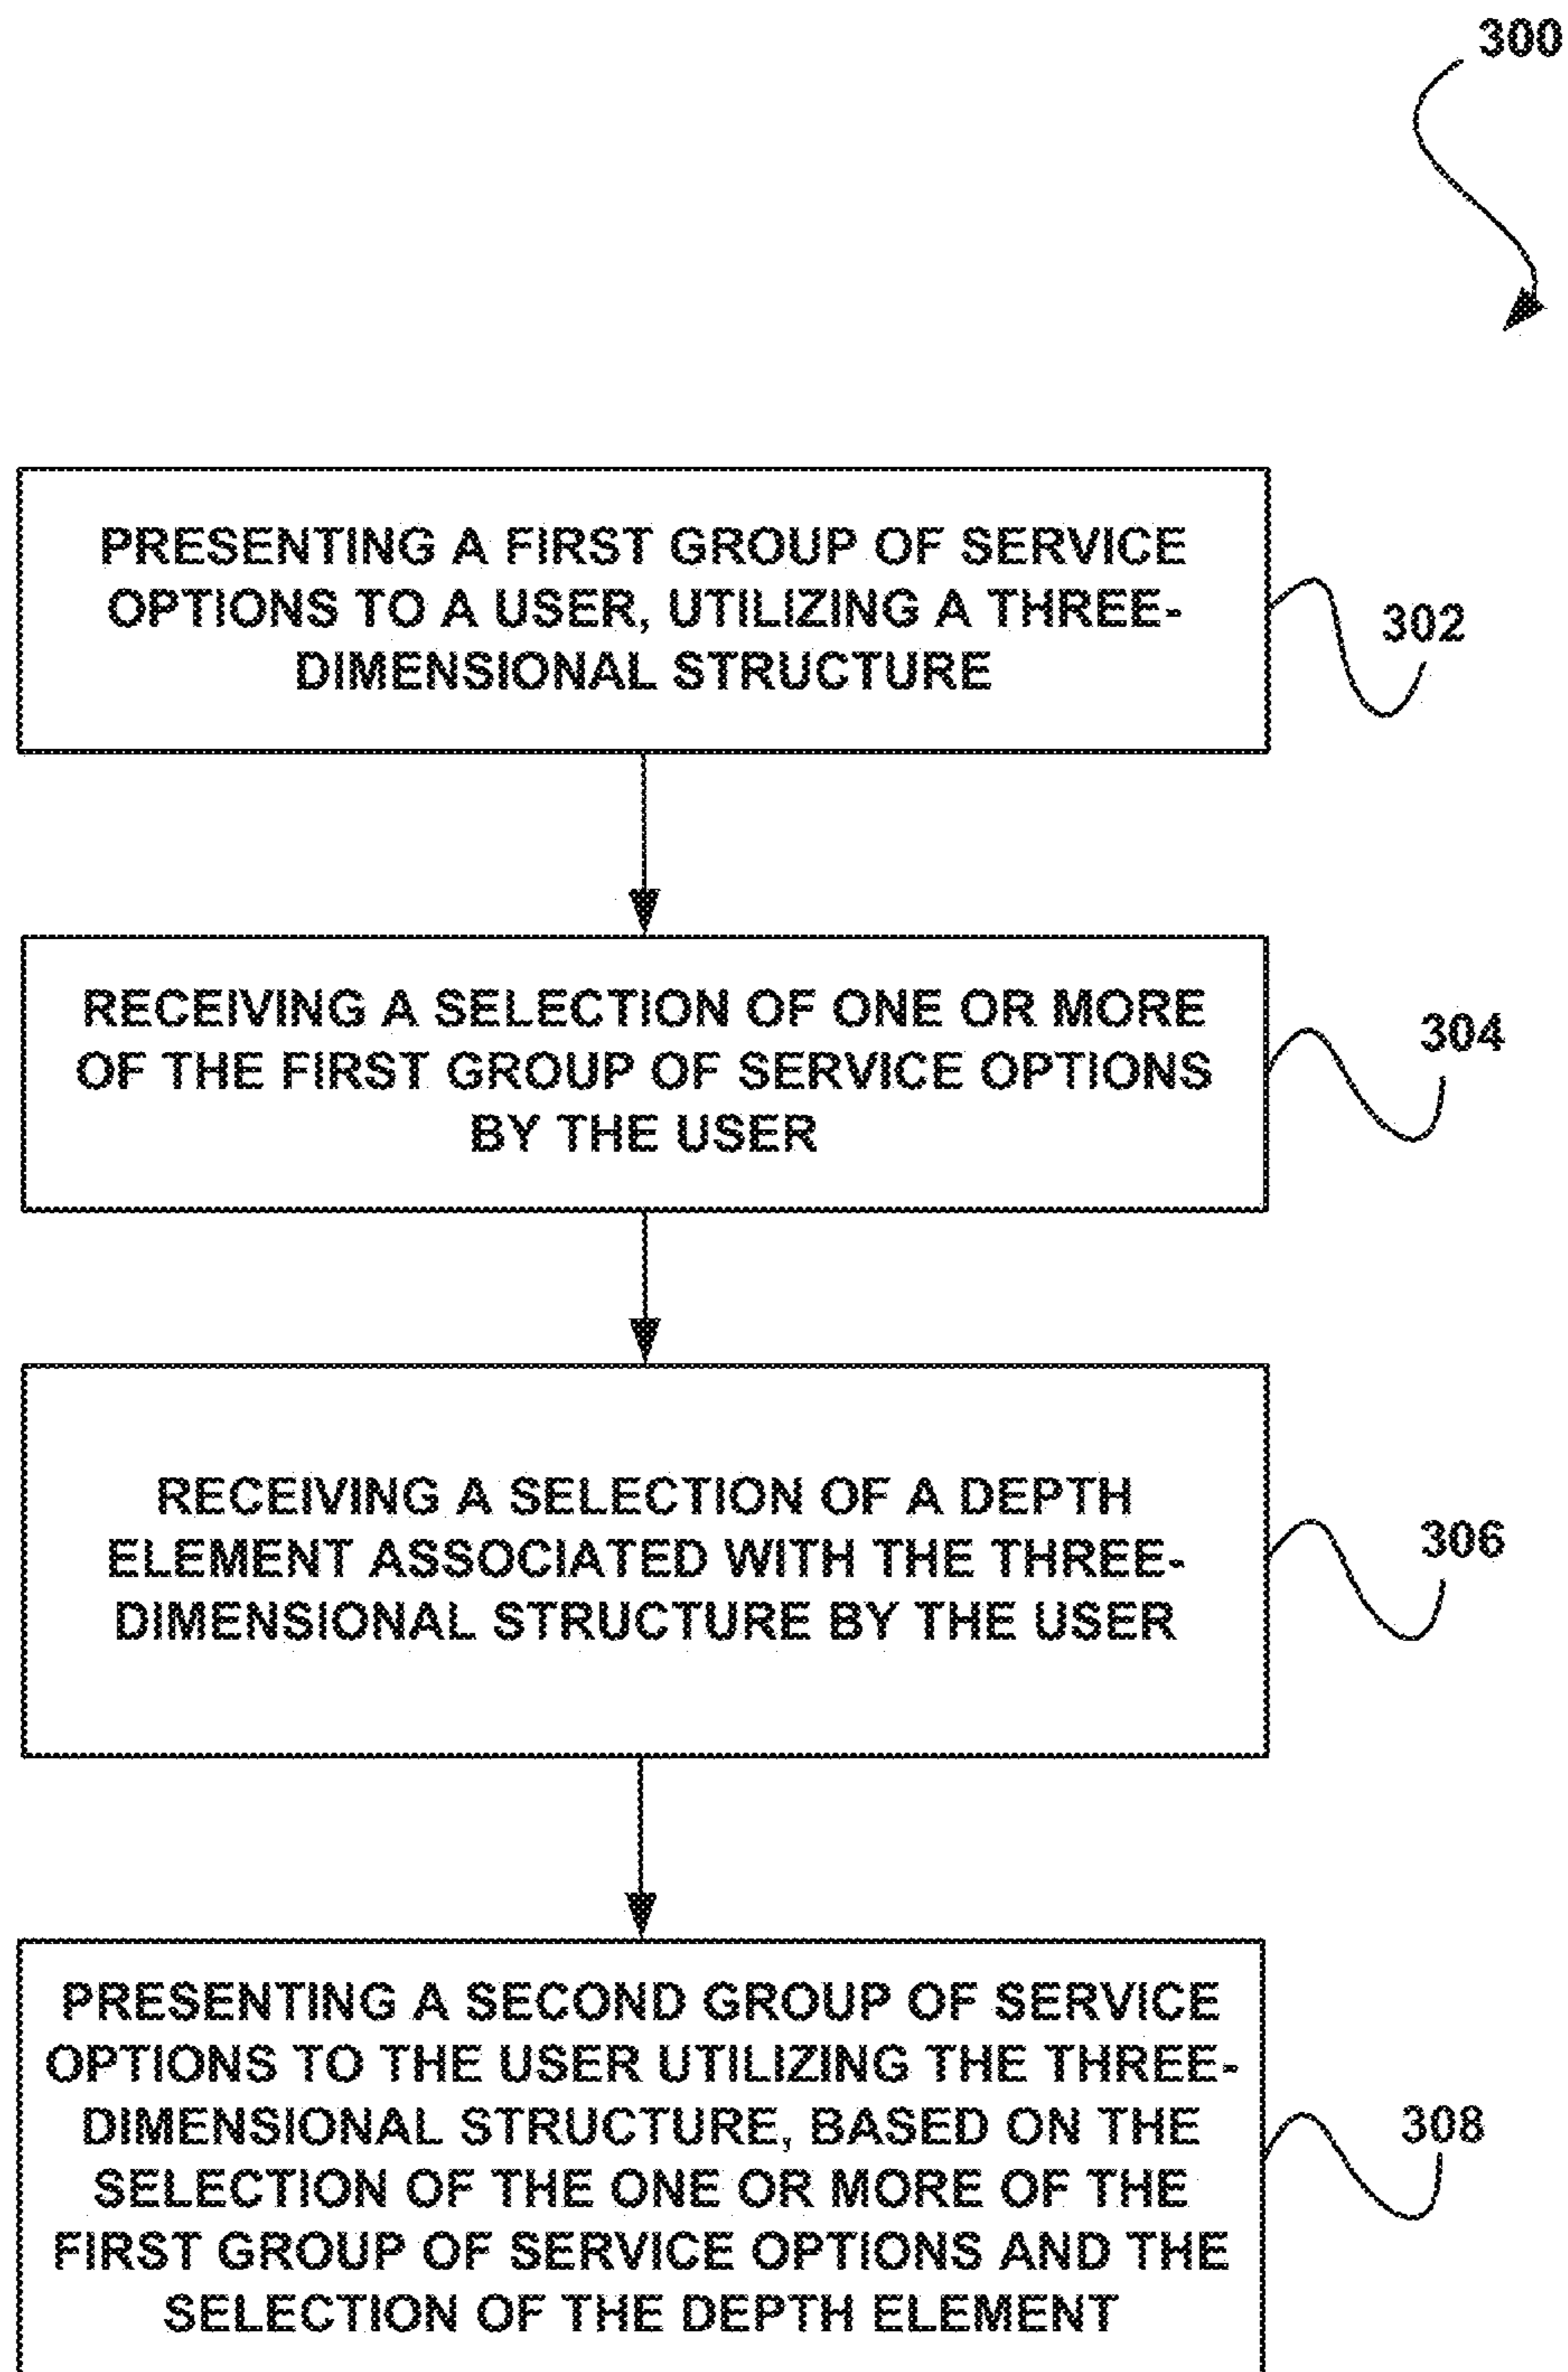 300
PRESENTING A FIRST GROUP OF SERVICE
OPTIONS TO A USER, UTILIZING A THREE-
DIMENSIONAL STRUCTURE
302
RECEIVING A SELECTION OF ONE OR MORE
OF THE FIRST GROUP OF SERVICE OPTIONS
BY THE USER
304
RECEIVING A SELECTION OF A DEPTH
ELEMENT ASSOCIATED WITH THE THREE-
DIMENSIONAL STRUCTURE BY THE USER
306
PRESENTING A SECOND GROUP OF SERVICE
OPTIONS TO THE USER UTILIZING THE THREE-
DIMENSIONAL STRUCTURE, BASED ON THE
SELECTION OF THE ONE OR MORE OF THE
FIRST GROUP OF SERVICE OPTIONS AND THE
SELECTION OF THE DEPTH ELEMENT
308